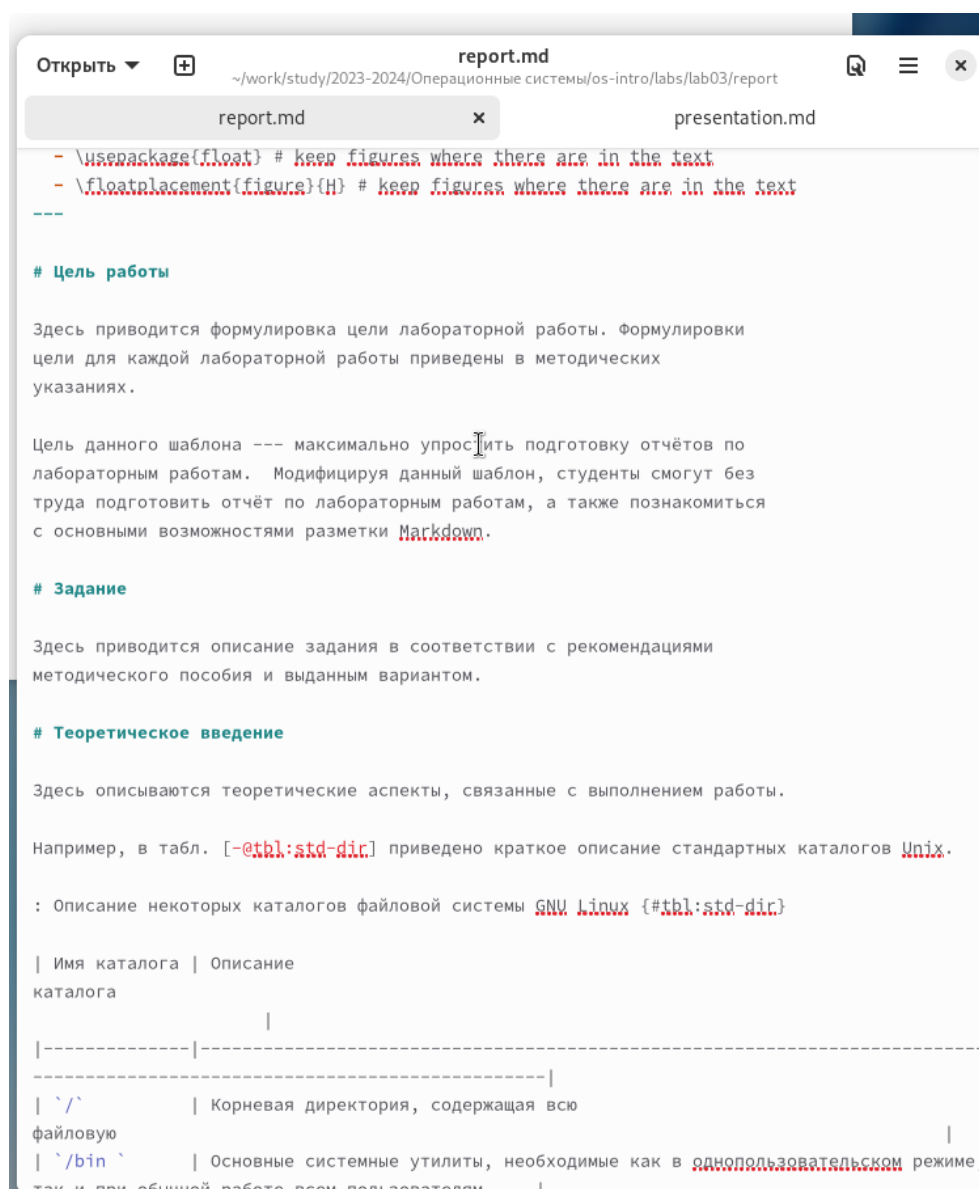 Открыть
report.md
~/work/study/2023-2024/Операционные системы/os-intro/labs/lab03/report
report.md
presentation.md
- \usepackage{float} # keep figures where there are in the text
- \floatplacement{figure}{H} # keep figures where there are in the text
---
# Цель работы
Здесь приводится формулировка цели лабораторной работы. Формулировки
цели для каждой лабораторной работы приведены в методических
указаниях.
Цель данного шаблона --- максимально упростить подготовку отчётов по
лабораторным работам.  Модифицируя данный шаблон, студенты смогут без
труда подготовить отчёт по лабораторным работам, а также познакомиться
с основными возможностями разметки Markdown.
# Задание
Здесь приводится описание задания в соответствии с рекомендациями
методического пособия и выданным вариантом.
# Теоретическое введение
Здесь описываются теоретические аспекты, связанные с выполнением работы.
Например, в табл. [-@tbl:std-dir] приведено краткое описание стандартных каталогов Unix.
: Описание некоторых каталогов файловой системы GNU Linux {#tbl:std-dir}
| Имя каталога | Описание
каталога
|
|--------------|--------------------------------------------------------------------------
-------------------------------------------------|
| `/`          | Корневая директория, содержащая всю
файловую |
| `/bin `      | Основные системные утилиты, необходимые как в однопользовательском режиме
так и при обычной работе всем пользователям |